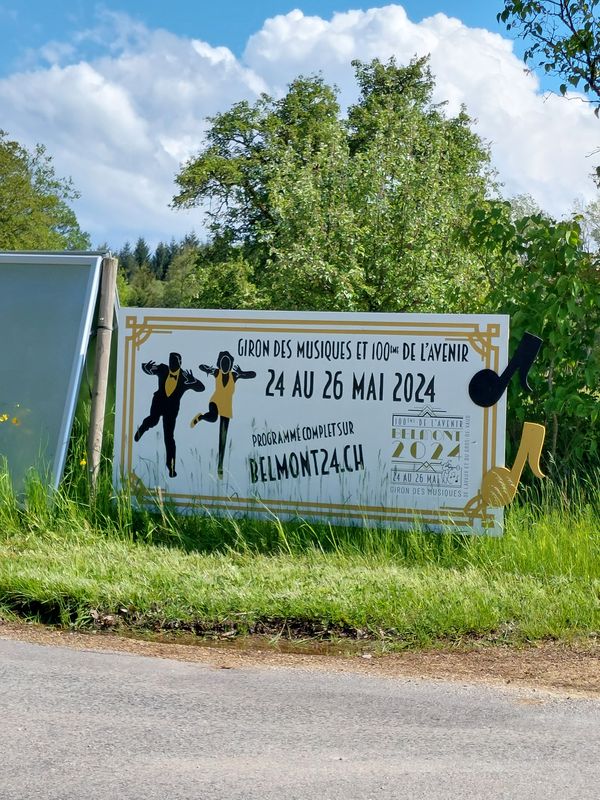 GIRON DES MUSIQUES ET 100ÈME DE L'AVENIR
24 AU 26 MAI 2024
PROGRAMME COMPLET SUR
BELMONT24.CH
100ÈME DE L'AVENIR
BELMONT
2024
24 AU 26 MAI
GIRON DES MUSIQUES